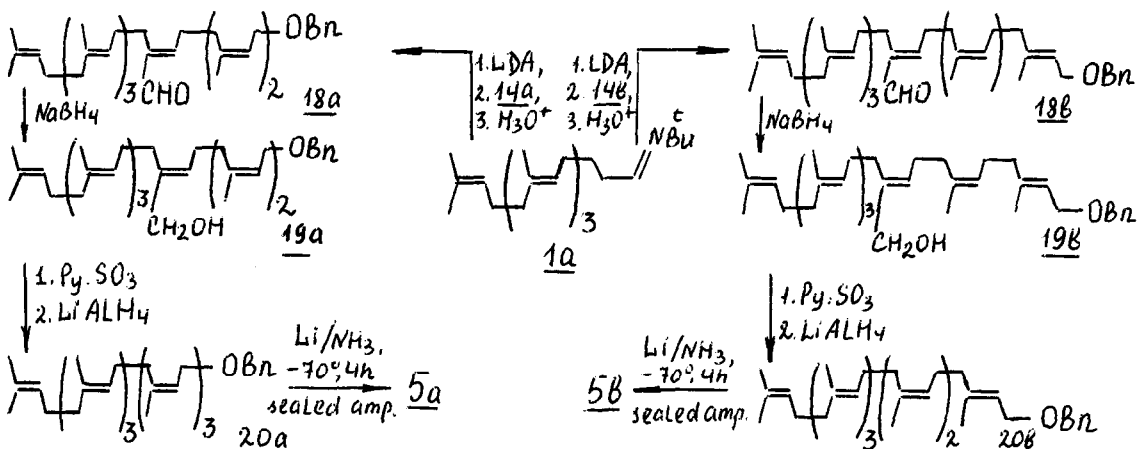 OBn
3 CHO
2
18a
NaBH4
OBn
3
2
CH2OH
19a
1. Py.SO3
2. LiALH4
OBn
3
3
20a
Li/NH3,
-70°, 4h
sealed amp.
5a
1. LDA,
2. 14a,
3. H3O+
1. LDA,
2. 14b,
3. H3O+
NBu t
3
1a
OBn
3 CHO
18b
NaBH4
OBn
3
CH2OH
19b
1. Py.SO3
2. LiALH4
Li/NH3,
-70°, 4h
sealed amp.
5b
3
2
20b
OBn